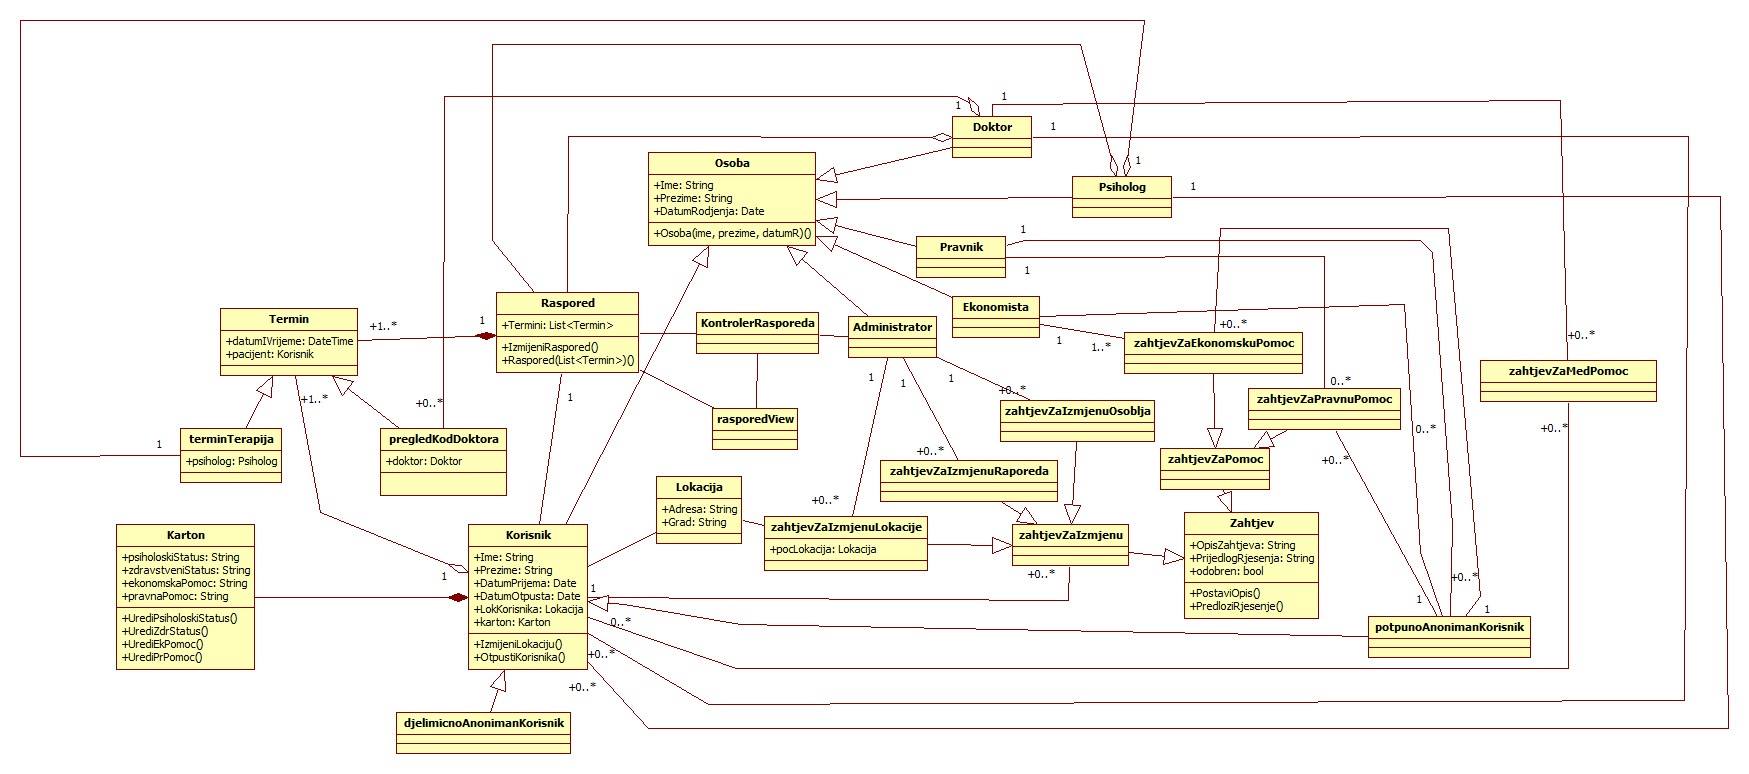 1
1
Doktor
1
1
Psiholog
1
Osoba
+Ime: String
+Prezime: String
+DatumRodjenja: Date
+Osoba(ime, prezime, datumR)()
1
Pravnik
1
Ekonomista
1
1..*
+0..*
zahtjevZaEkonomskuPomoc
+0..*
zahtjevZaMedPomoc
+0..*
Termin
+datumIVrijeme: DateTime
+pacijent: Korisnik
+1..*
1
Raspored
+Termini: List<Termin>
+IzmijeniRaspored()
+Raspored(List<Termin>)()
KontrolerRasporeda
Administrator
1
1
1
0..*
zahtjevZaPravnuPomoc
0..*
+0..*
+1..*
+0..*
1
rasporedView
+0..*
zahtjevZaIzmjenuOsoblja
1
terminTerapija
+psiholog: Psiholog
pregledKodDoktora
+doktor: Doktor
+0..*
zahtjevZaIzmjenuRaporeda
zahtjevZaPomoc
+0..*
Lokacija
+Adresa: String
+Grad: String
zahtjevZaIzmjenuLokacije
+pocLokacija: Lokacija
zahtjevZaIzmjenu
+0..*
Zahtjev
+OpisZahtjeva: String
+PrijedlogRjesenja: String
+odobren: bool
+PostaviOpis()
+PredloziRjesenje()
Karton
+psiholoskiStatus: String
+zdravstveniStatus: String
+ekonomskaPomoc: String
+pravnaPomoc: String
+UrediPsiholoskiStatus()
+UrediZdrStatus()
+UrediEkPomoc()
+UrediPrPomoc()
1
Korisnik
+Ime: String
+Prezime: String
+DatumPrijema: Date
+DatumOtpusta: Date
+LokKorisnika: Lokacija
+karton: Karton
+IzmijeniLokaciju()
+OtpustiKorisnika()
1
0..*
+0..*
+0..*
+0..*
1
1
potpunoAnonimanKorisnik
djelimicnoAnonimanKorisnik